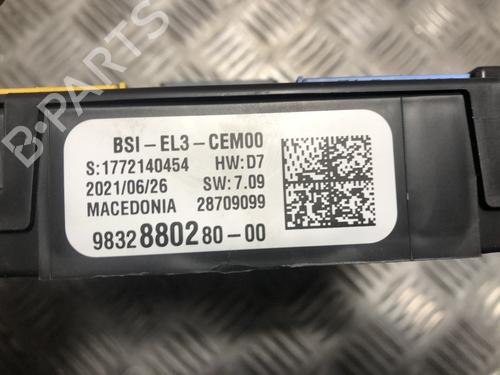 BSI-EL3-CEM00
S:1772140454 HW:D7
2021/06/26 SW:7.09
MACEDONIA 28709099
9832880280-00
B-PARTS